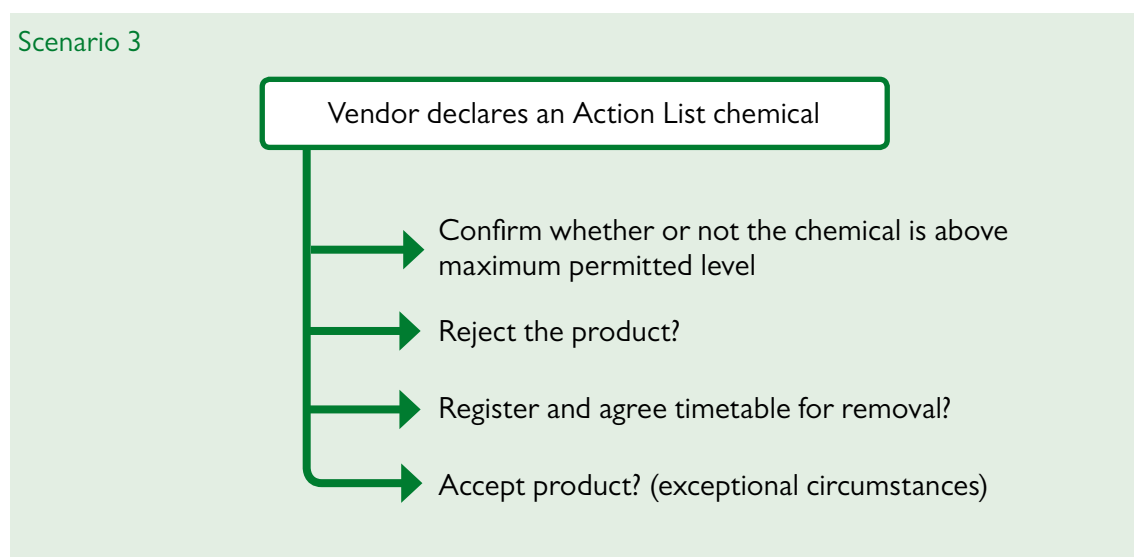 Scenario 3
Vendor declares an Action List chemical
Confirm whether or not the chemical is above
maximum permitted level
Reject the product?
Register and agree timetable for removal?
Accept product? (exceptional circumstances)